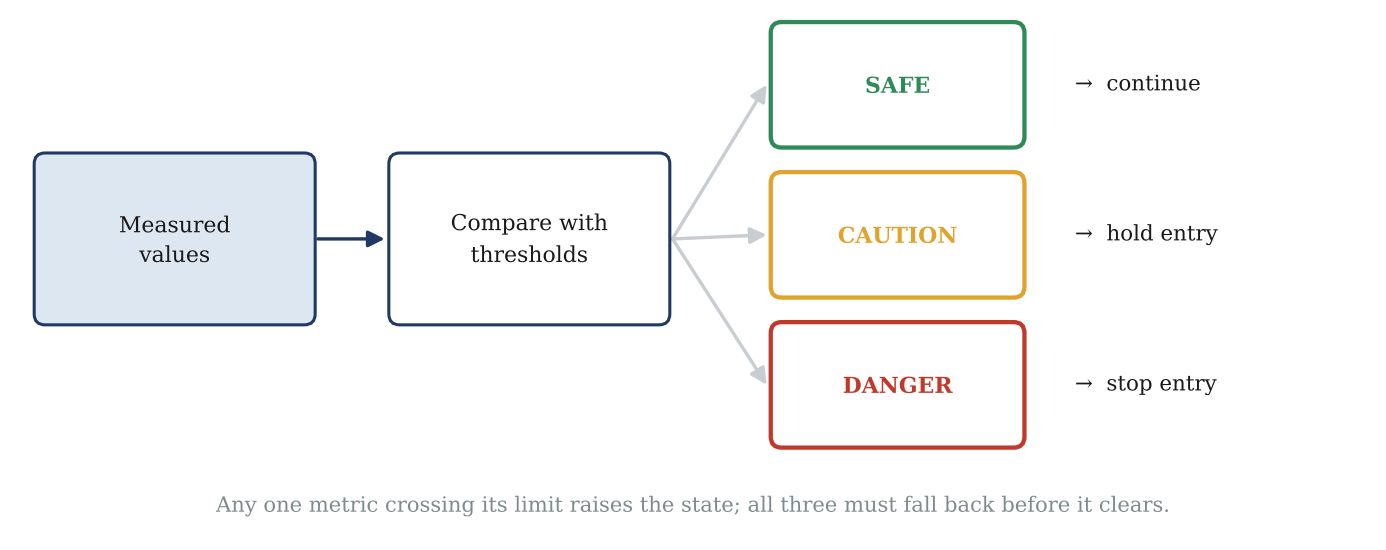 Measured
values
Compare with
thresholds
SAFE
→ continue
CAUTION
→ hold entry
DANGER
→ stop entry
Any one metric crossing its limit raises the state; all three must fall back before it clears.